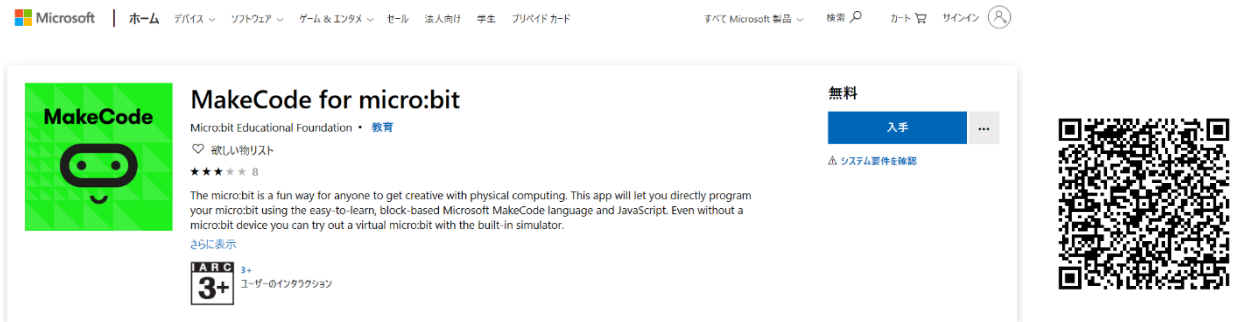 Microsoft ホーム デバイス ソフトウェア ゲーム & エンタメ セール 法人向け 学生 プリペイド カード すべて Microsoft 製品 検索 カート サインイン
MakeCode
MakeCode for micro:bit
Micro:bit Educational Foundation • 教育
欲しい物リスト
★★★★★ 8
The micro:bit is a fun way for anyone to get creative with physical computing. This app will let you directly program
your micro:bit using the easy-to-learn, block-based Microsoft MakeCode language and JavaScript. Even without a
micro:bit device you can try out a virtual micro:bit with the built-in simulator.
さらに表示
IARC
3+
3+
ユーザーのインタラクション
無料
入手 ...
システム要件を確認